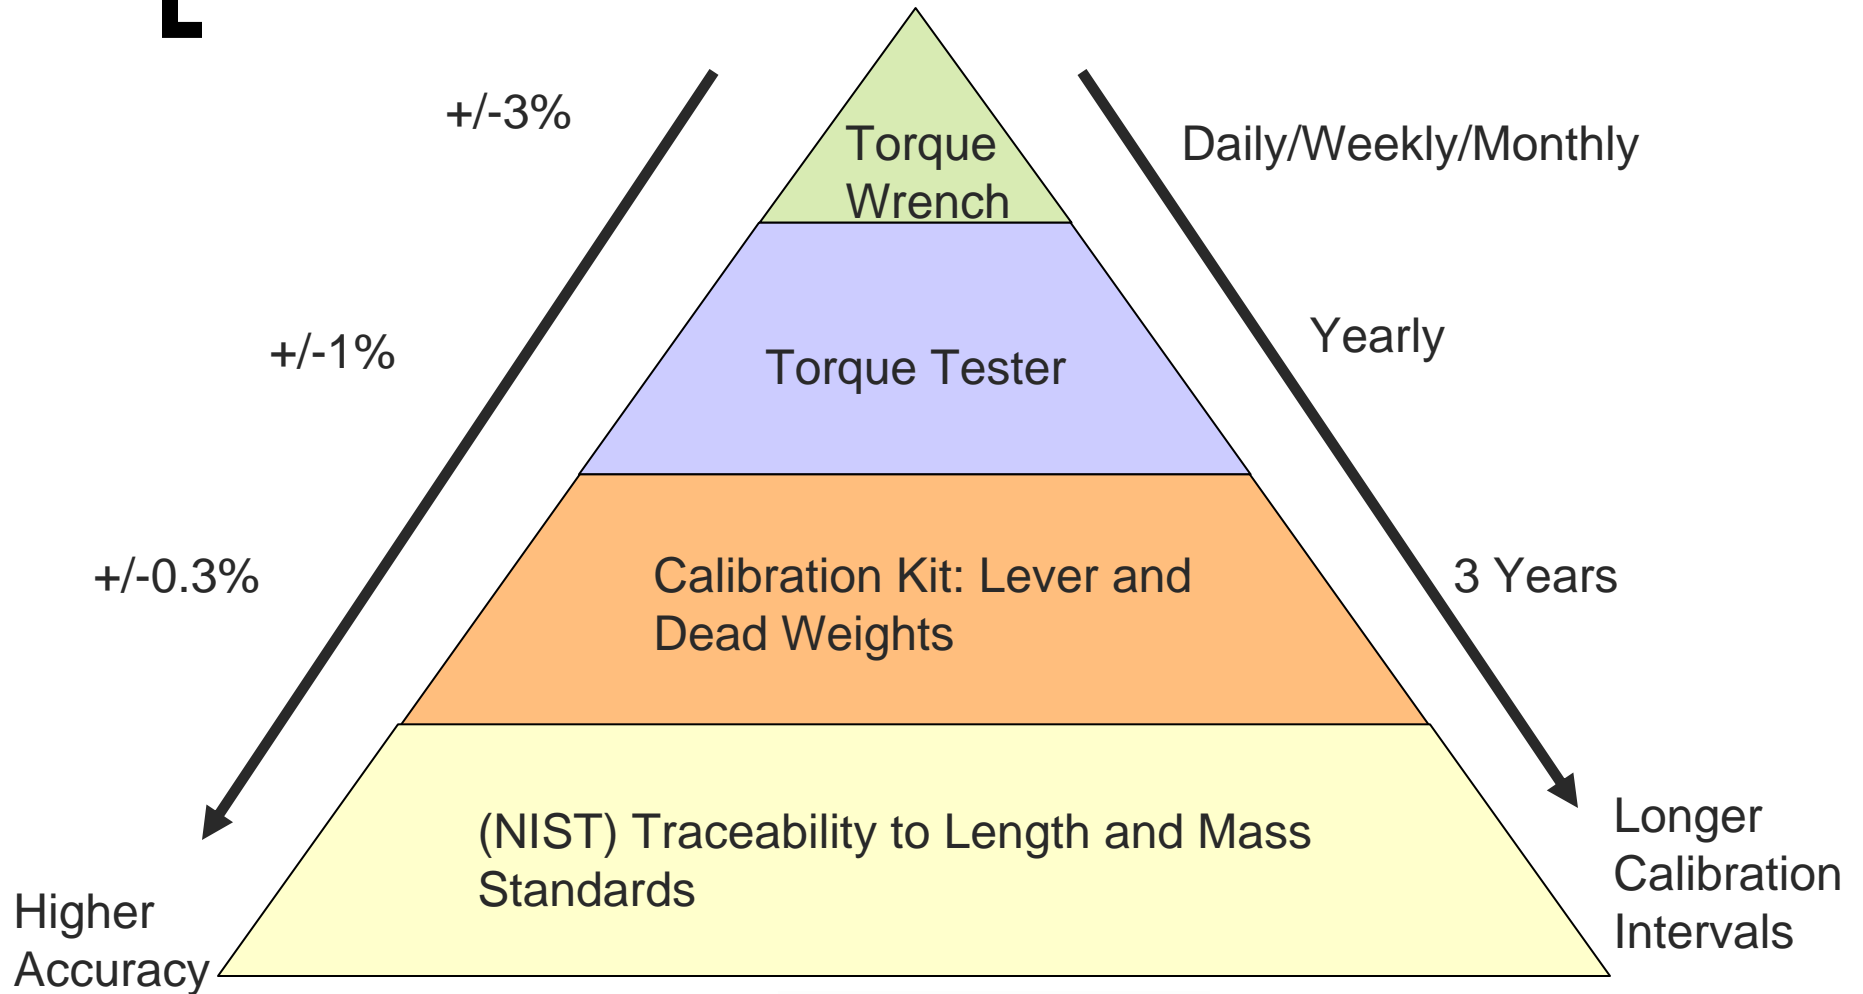 +/-3%
Torque
Wrench
Daily/Weekly/Monthly
+/-1%
Torque Tester
Yearly
+/-0.3%
Calibration Kit: Lever and
Dead Weights
3 Years
(NIST) Traceability to Length and Mass
Standards
Higher
Accuracy
Longer
Calibration
Intervals